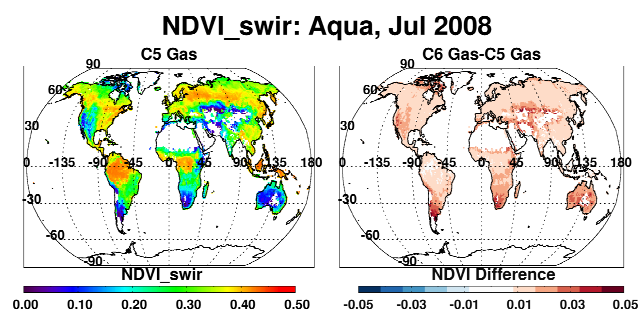 NDVI_swir: Aqua, Jul 2008
C5 Gas
C6 Gas-C5 Gas
90
90
60
60
30
30
0 -135 -90 -45 0 45 90 135 180
0 -135 -90 -45 0 45 90 135 180
-30
-30
-60
-60
-90
-90
NDVI_swir
NDVI Difference
0.00 0.10 0.20 0.30 0.40 0.50
-0.05 -0.03 -0.01 0.01 0.03 0.05